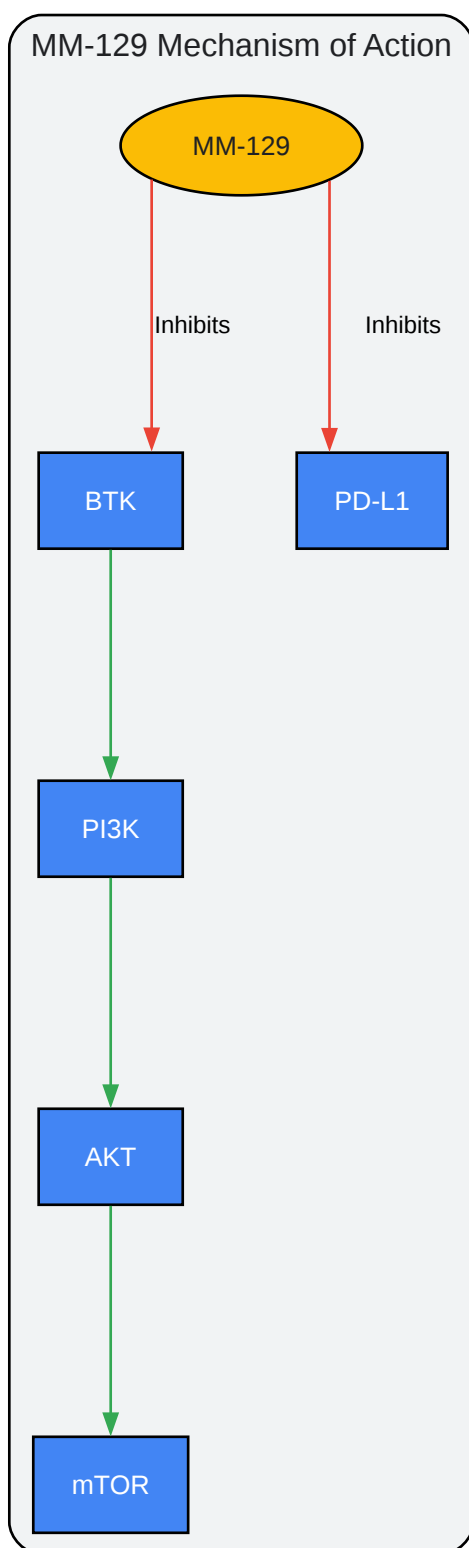 MM-129 Mechanism of Action
MM-129
Inhibits
Inhibits
BTK
PD-L1
PI3K
AKT
mTOR